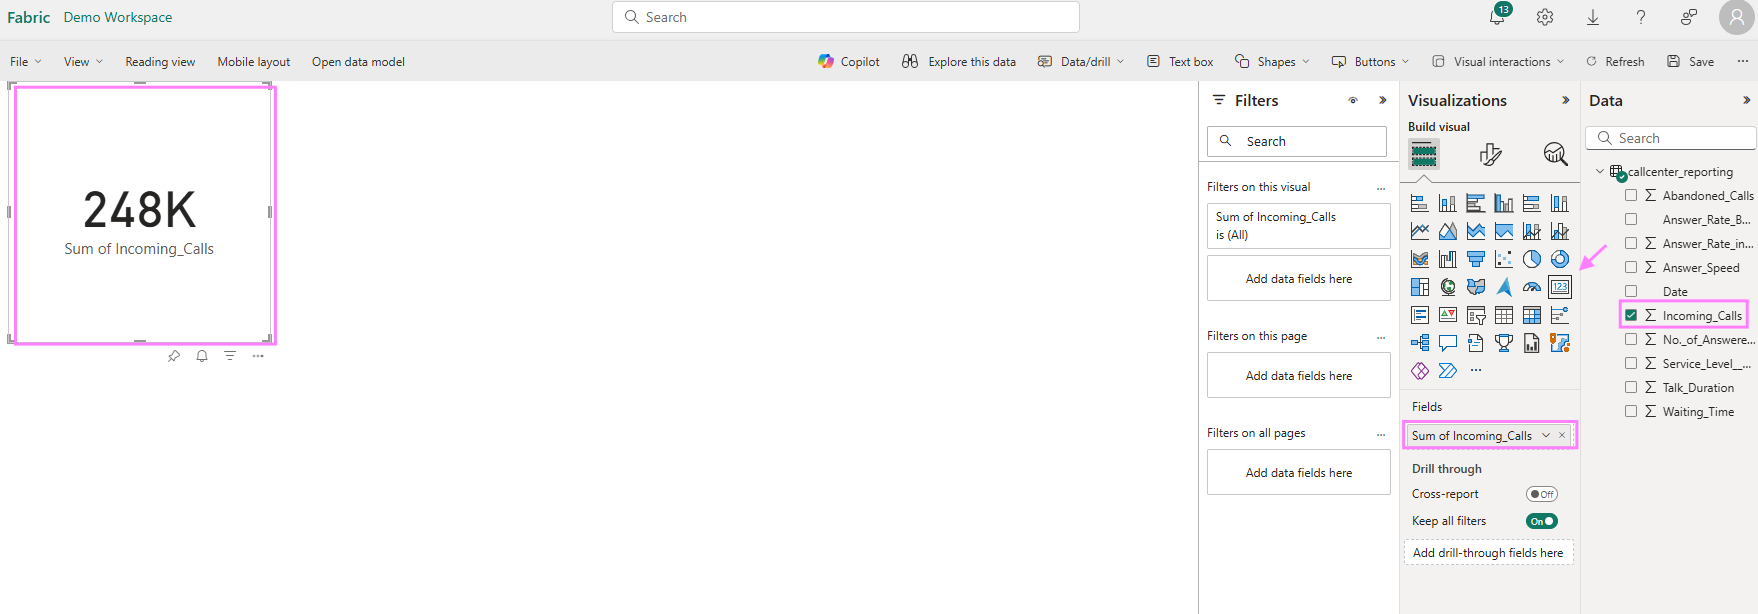 Fabric Demo Workspace
Search
13
File View Reading view Mobile layout Open data model Copilot Explore this data Data/drill Text box Shapes Buttons Visual interactions Refresh Save ...
248K
Sum of Incoming_Calls
Filters
Search
Filters on this visual ...
Sum of Incoming_Calls
is (All)
Add data fields here
Filters on this page ...
Add data fields here
Filters on all pages ...
Add data fields here
Visualizations
Build visual
123
Fields
Sum of Incoming_Calls
Drill through
Cross-report Off
Keep all filters On
Add drill-through fields here
Data
Search
callcenter_reporting
Abandoned_Calls
Answer_Rate_B...
Answer_Rate_in...
Answer_Speed
Date
Incoming_Calls
No._of_Answere...
Service_Level__...
Talk_Duration
Waiting_Time